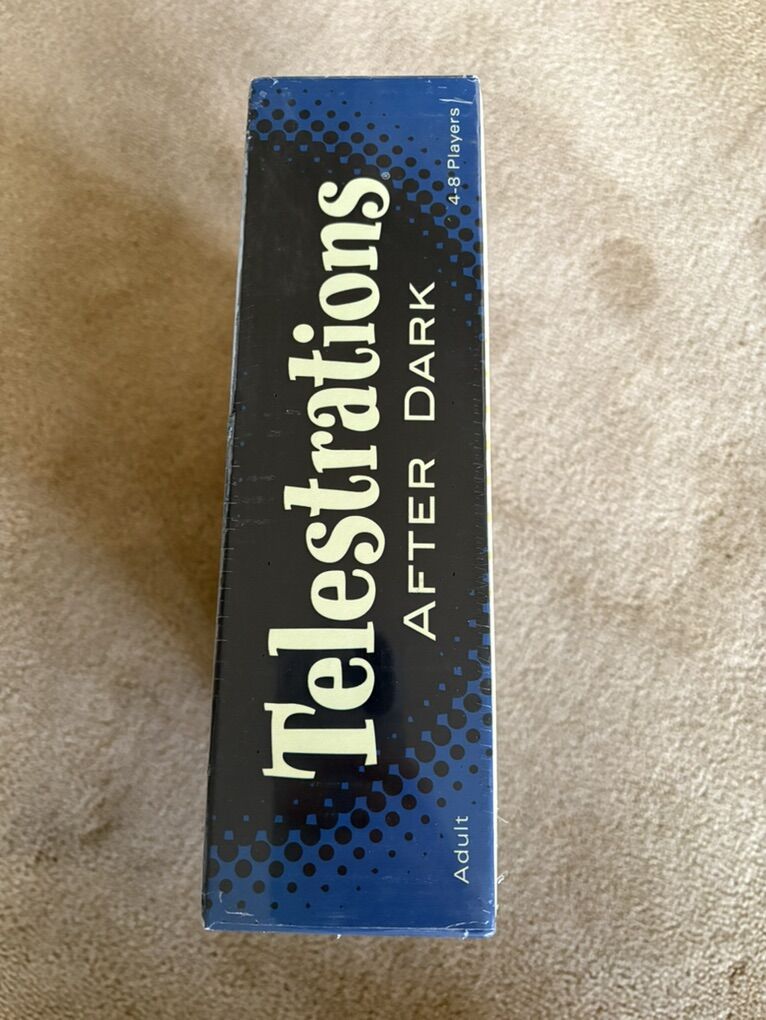 Telestrations®
AFTER DARK
Adult
4-8 Players